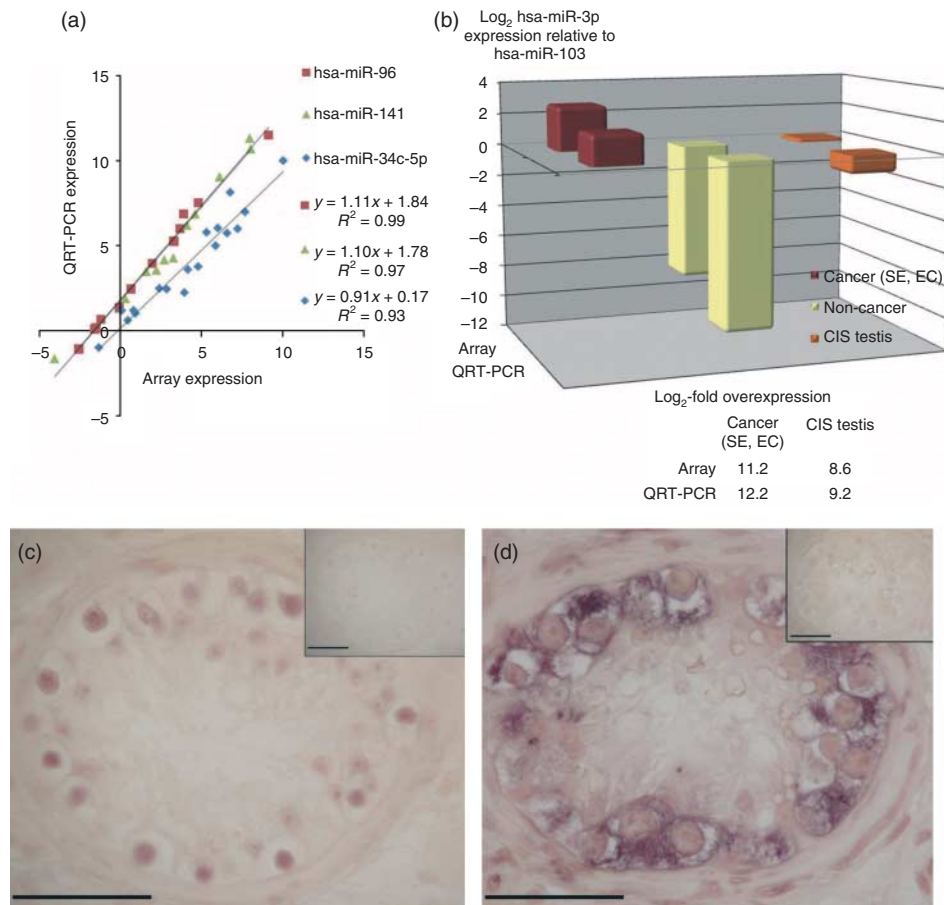 (a)
15
10
5
0
−5
−5
0
5
10
15
QRT-PCR expression
Array expression
hsa-miR-96
hsa-miR-141
hsa-miR-34c-5p
y = 1.11x + 1.84
R² = 0.99
y = 1.10x + 1.78
R² = 0.97
y = 0.91x + 0.17
R² = 0.93
(b)
Log₂ hsa-miR-3p
expression relative to
hsa-miR-103
4
2
0
−2
−4
−6
−8
−10
−12
Array
QRT-PCR
Cancer (SE, EC)
Non-cancer
CIS testis
Log₂-fold overexpression
Cancer CIS testis
(SE, EC)
Array 11.2 8.6
QRT-PCR 12.2 9.2
(c)
(d)